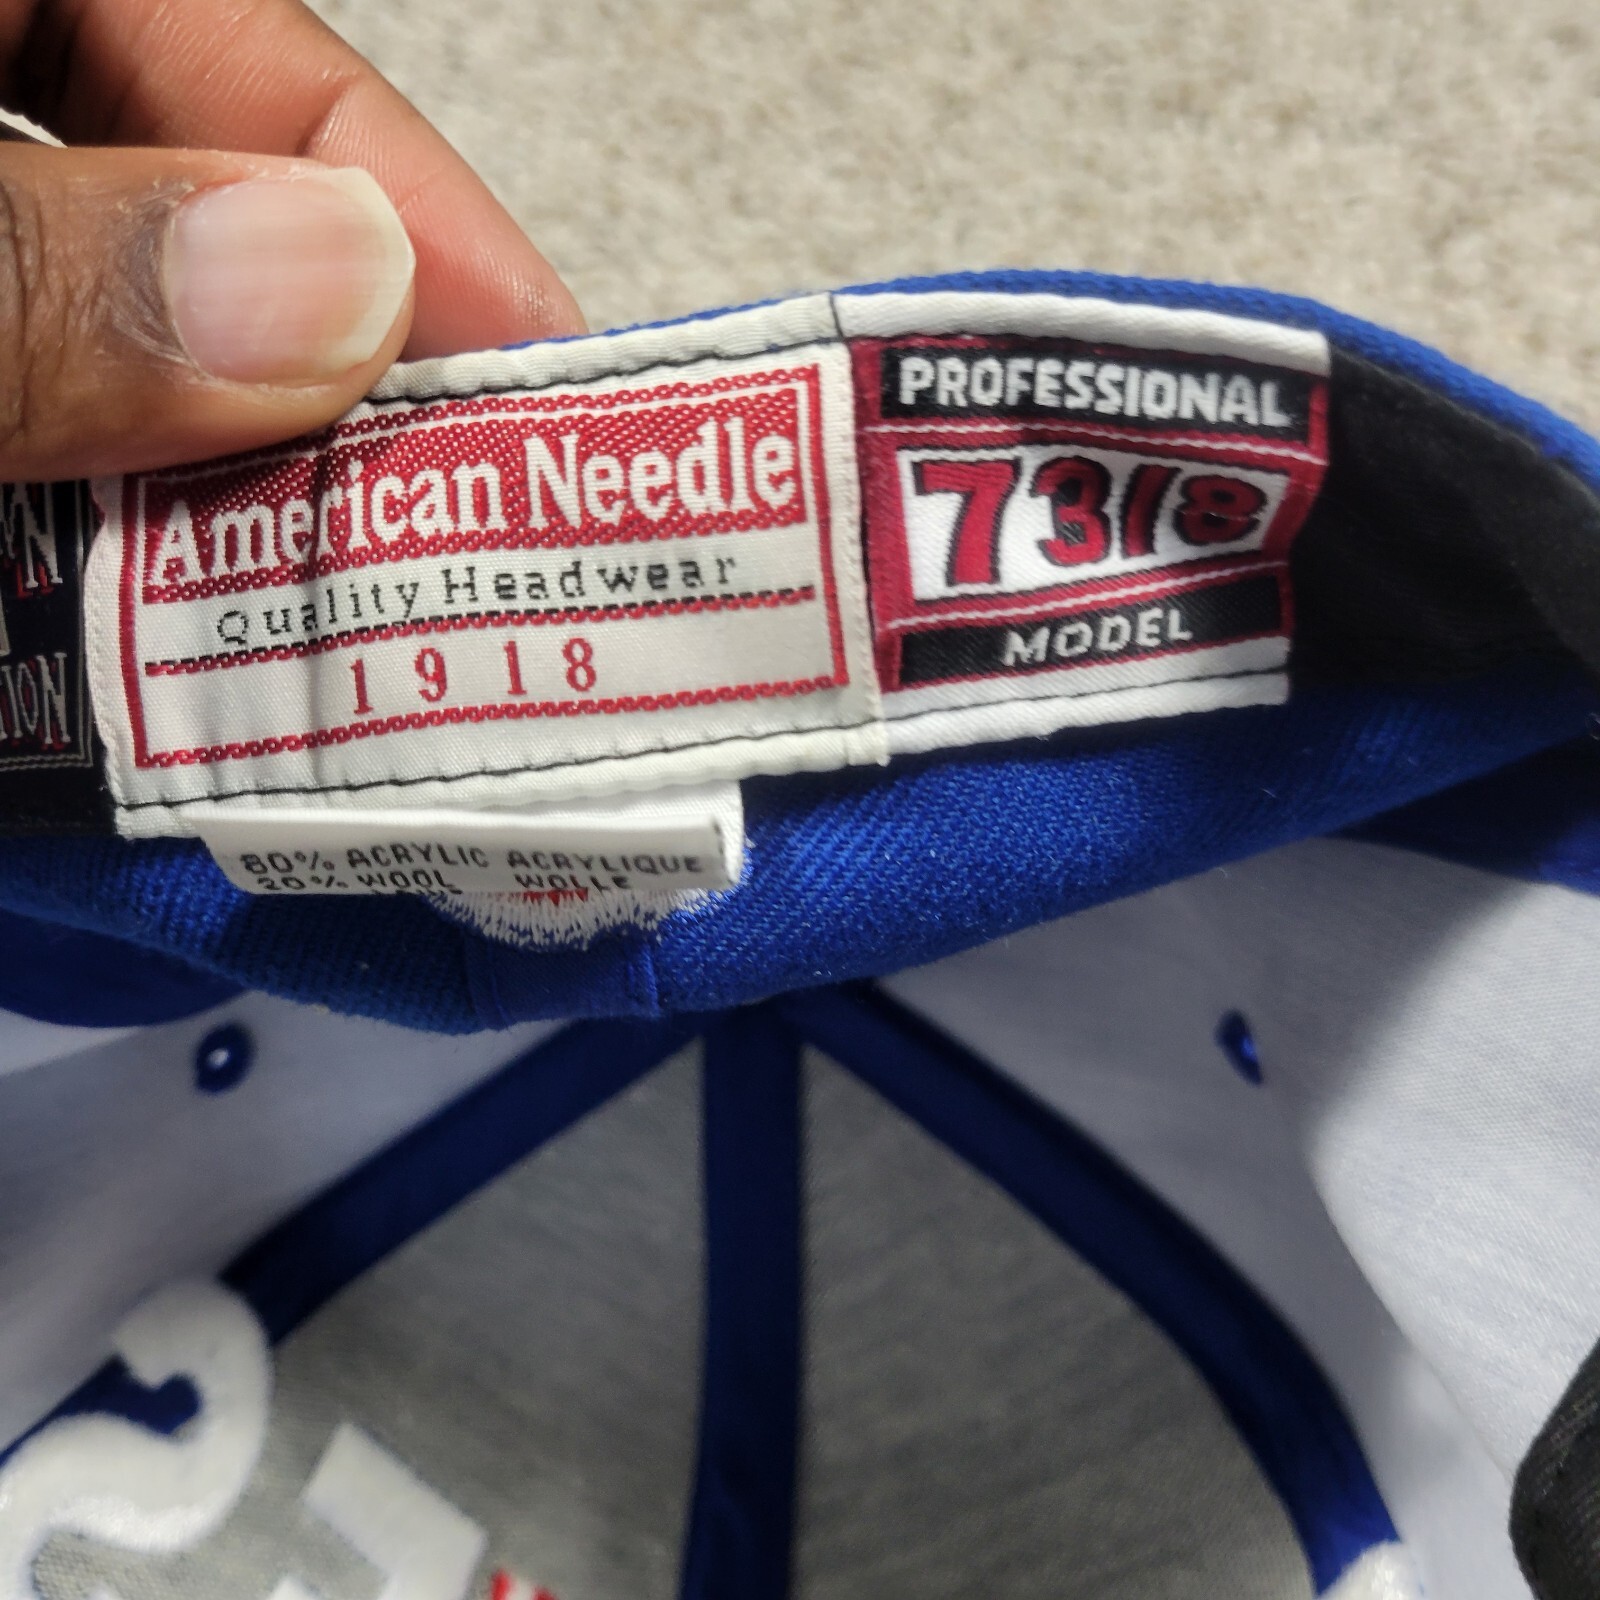 American Needle
Quality Headwear
1918
PROFESSIONAL
7 3/8
MODEL
80% ACRYLIC ACRYLIQUE
20% WOOL WOLLE